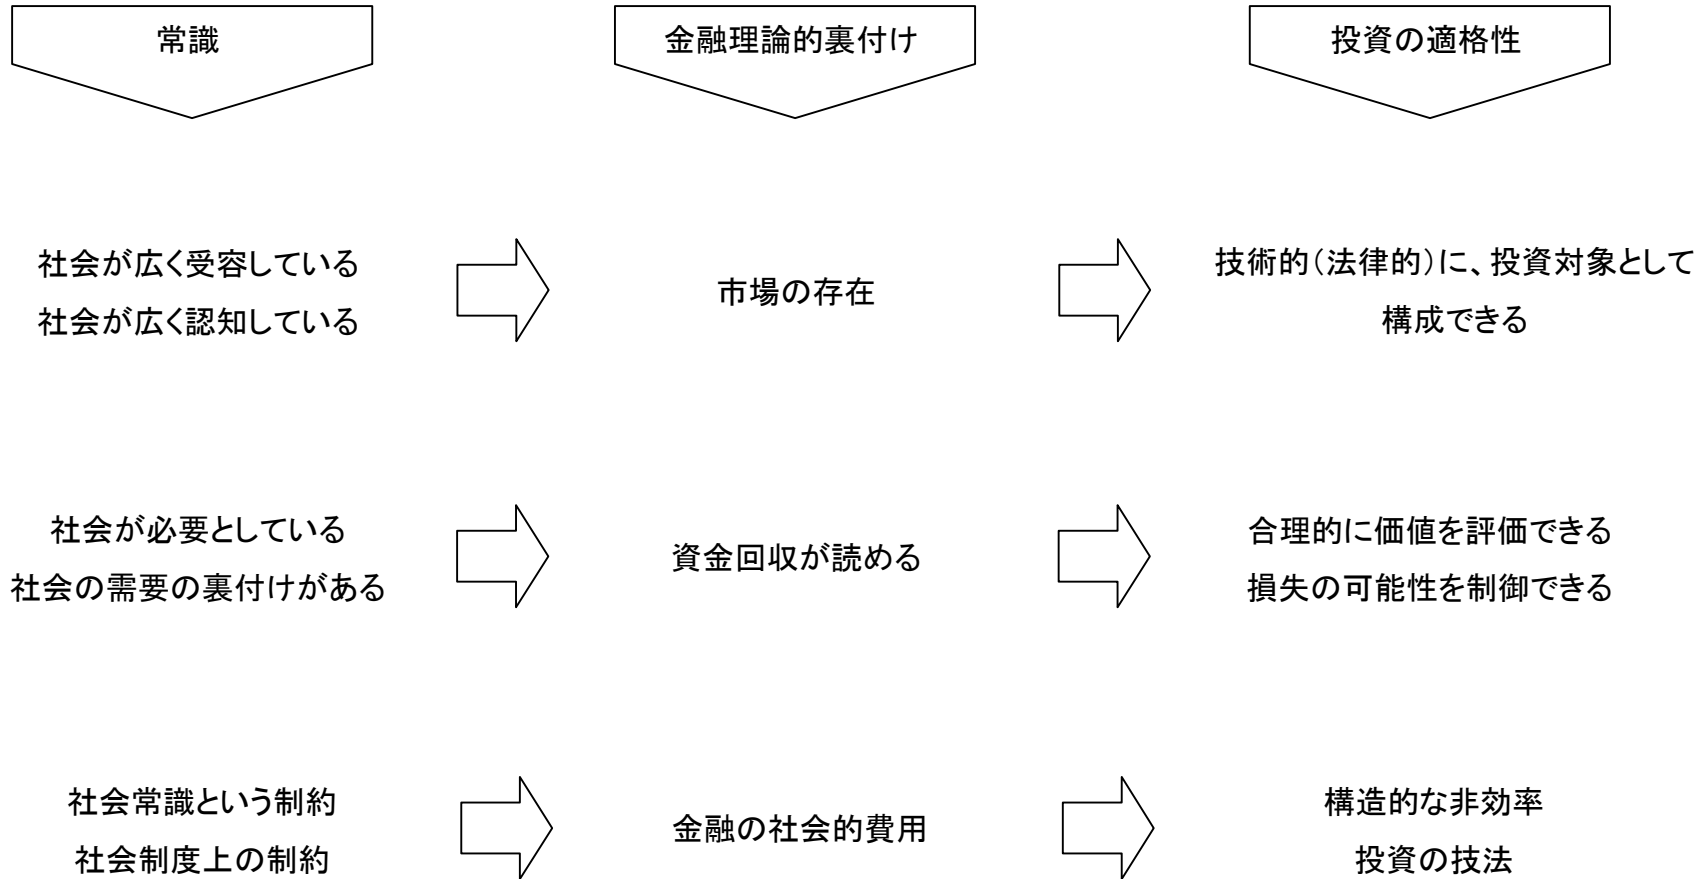 常識
金融理論的裏付け
投資の適格性
社会が広く受容している
社会が広く認知している
市場の存在
技術的（法律的）に、投資対象として
構成できる
社会が必要としている
社会の需要の裏付けがある
資金回収が読める
合理的に価値を評価できる
損失の可能性を制御できる
社会常識という制約
社会制度上の制約
金融の社会的費用
構造的な非効率
投資の技法